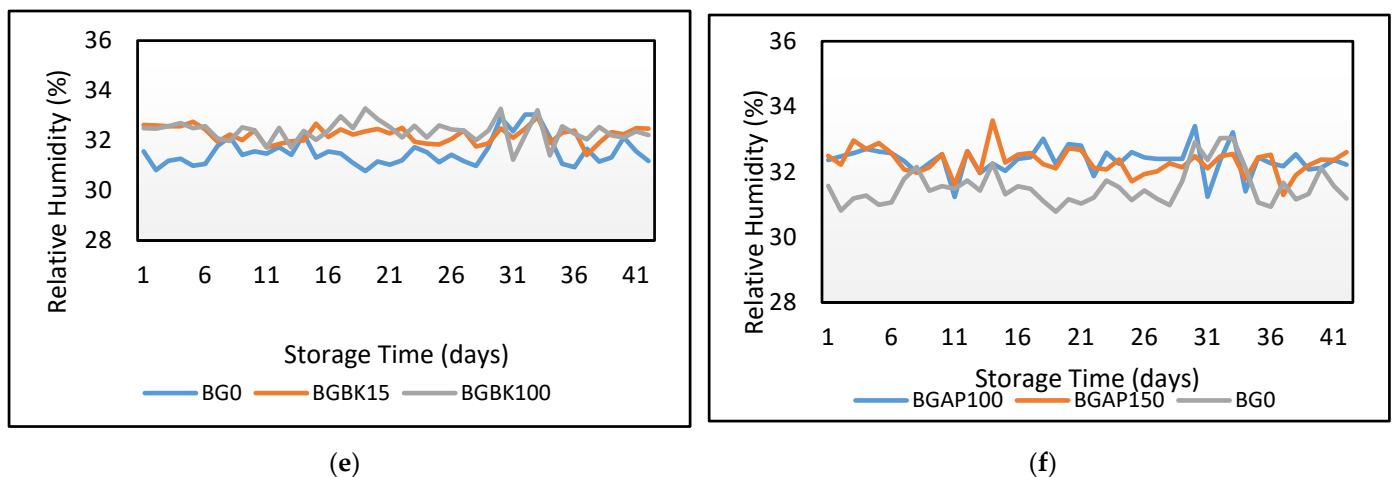 Relative Humidity (%)
36
34
32
30
28
1 6 11 16 21 26 31 36 41
Storage Time (days)
BG0 BGBK15 BGBK100
(e)
Relative Humidity (%)
36
34
32
30
28
1 6 11 16 21 26 31 36 41
Storage Time (days)
BGAP100 BGAP150 BG0
(f)